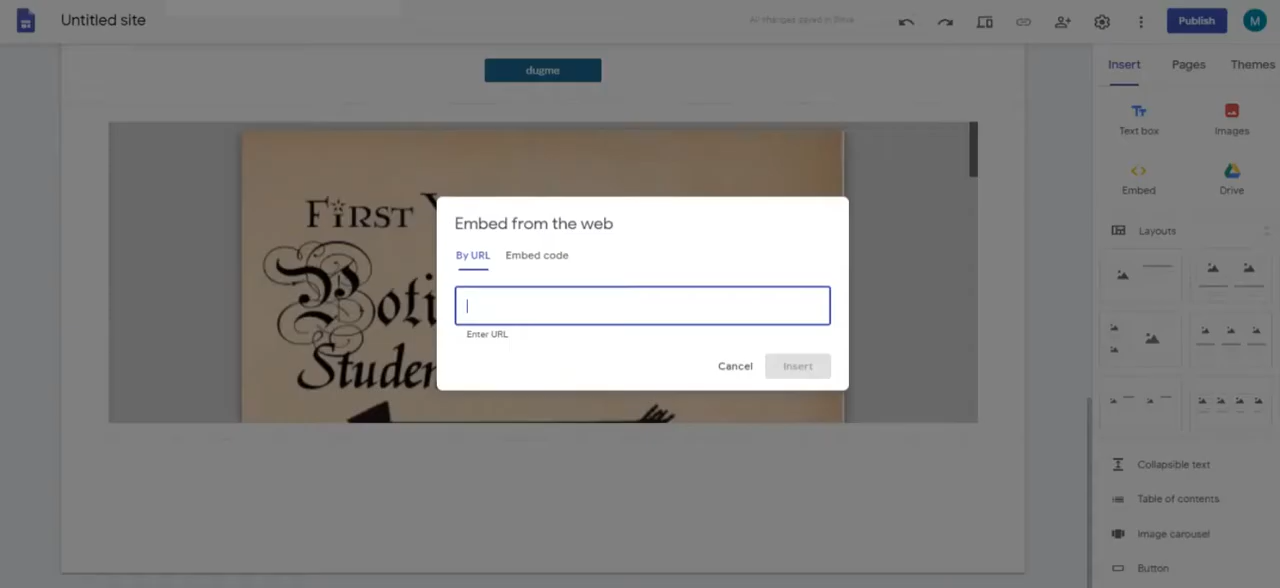 Untitled site
All changes saved in Drive
Publish
M
dugme
Insert
Pages
Themes
Text box
Images
Embed
Drive
Layouts
Collapsible text
Table of contents
Image carousel
Button
FIRST
Student
Embed from the web
By URL
Embed code
Enter URL
Cancel
Insert